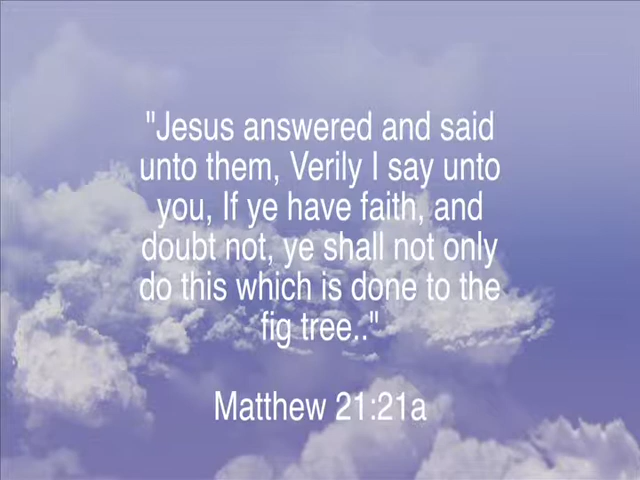 "Jesus answered and said
unto them, Verily I say unto
you, If ye have faith, and
doubt not, ye shall not only
do this which is done to the
fig tree.."
Matthew 21:21a